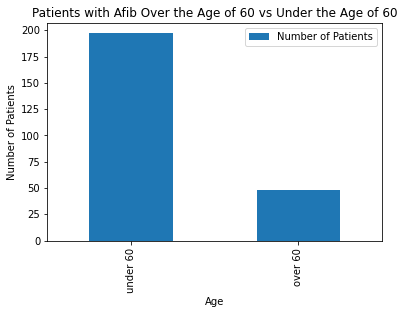 Patients with Afib Over the Age of 60 vs Under the Age of 60
Number of Patients
200
175
150
125
100
75
50
25
0
Number of Patients
under 60
over 60
Age